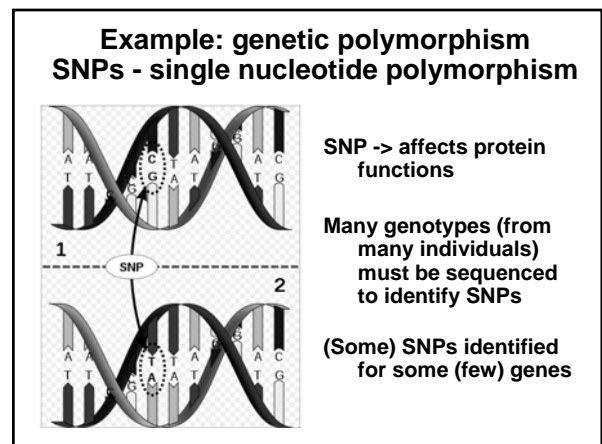 Example: genetic polymorphism
SNPs - single nucleotide polymorphism
SNP -> affects protein
functions
Many genotypes (from
many individuals)
must be sequenced
to identify SNPs
(Some) SNPs identified
for some (few) genes
A A C T A A C
T T G A T T G
1
SNP
2
A A T T A A C
T T A A T T G